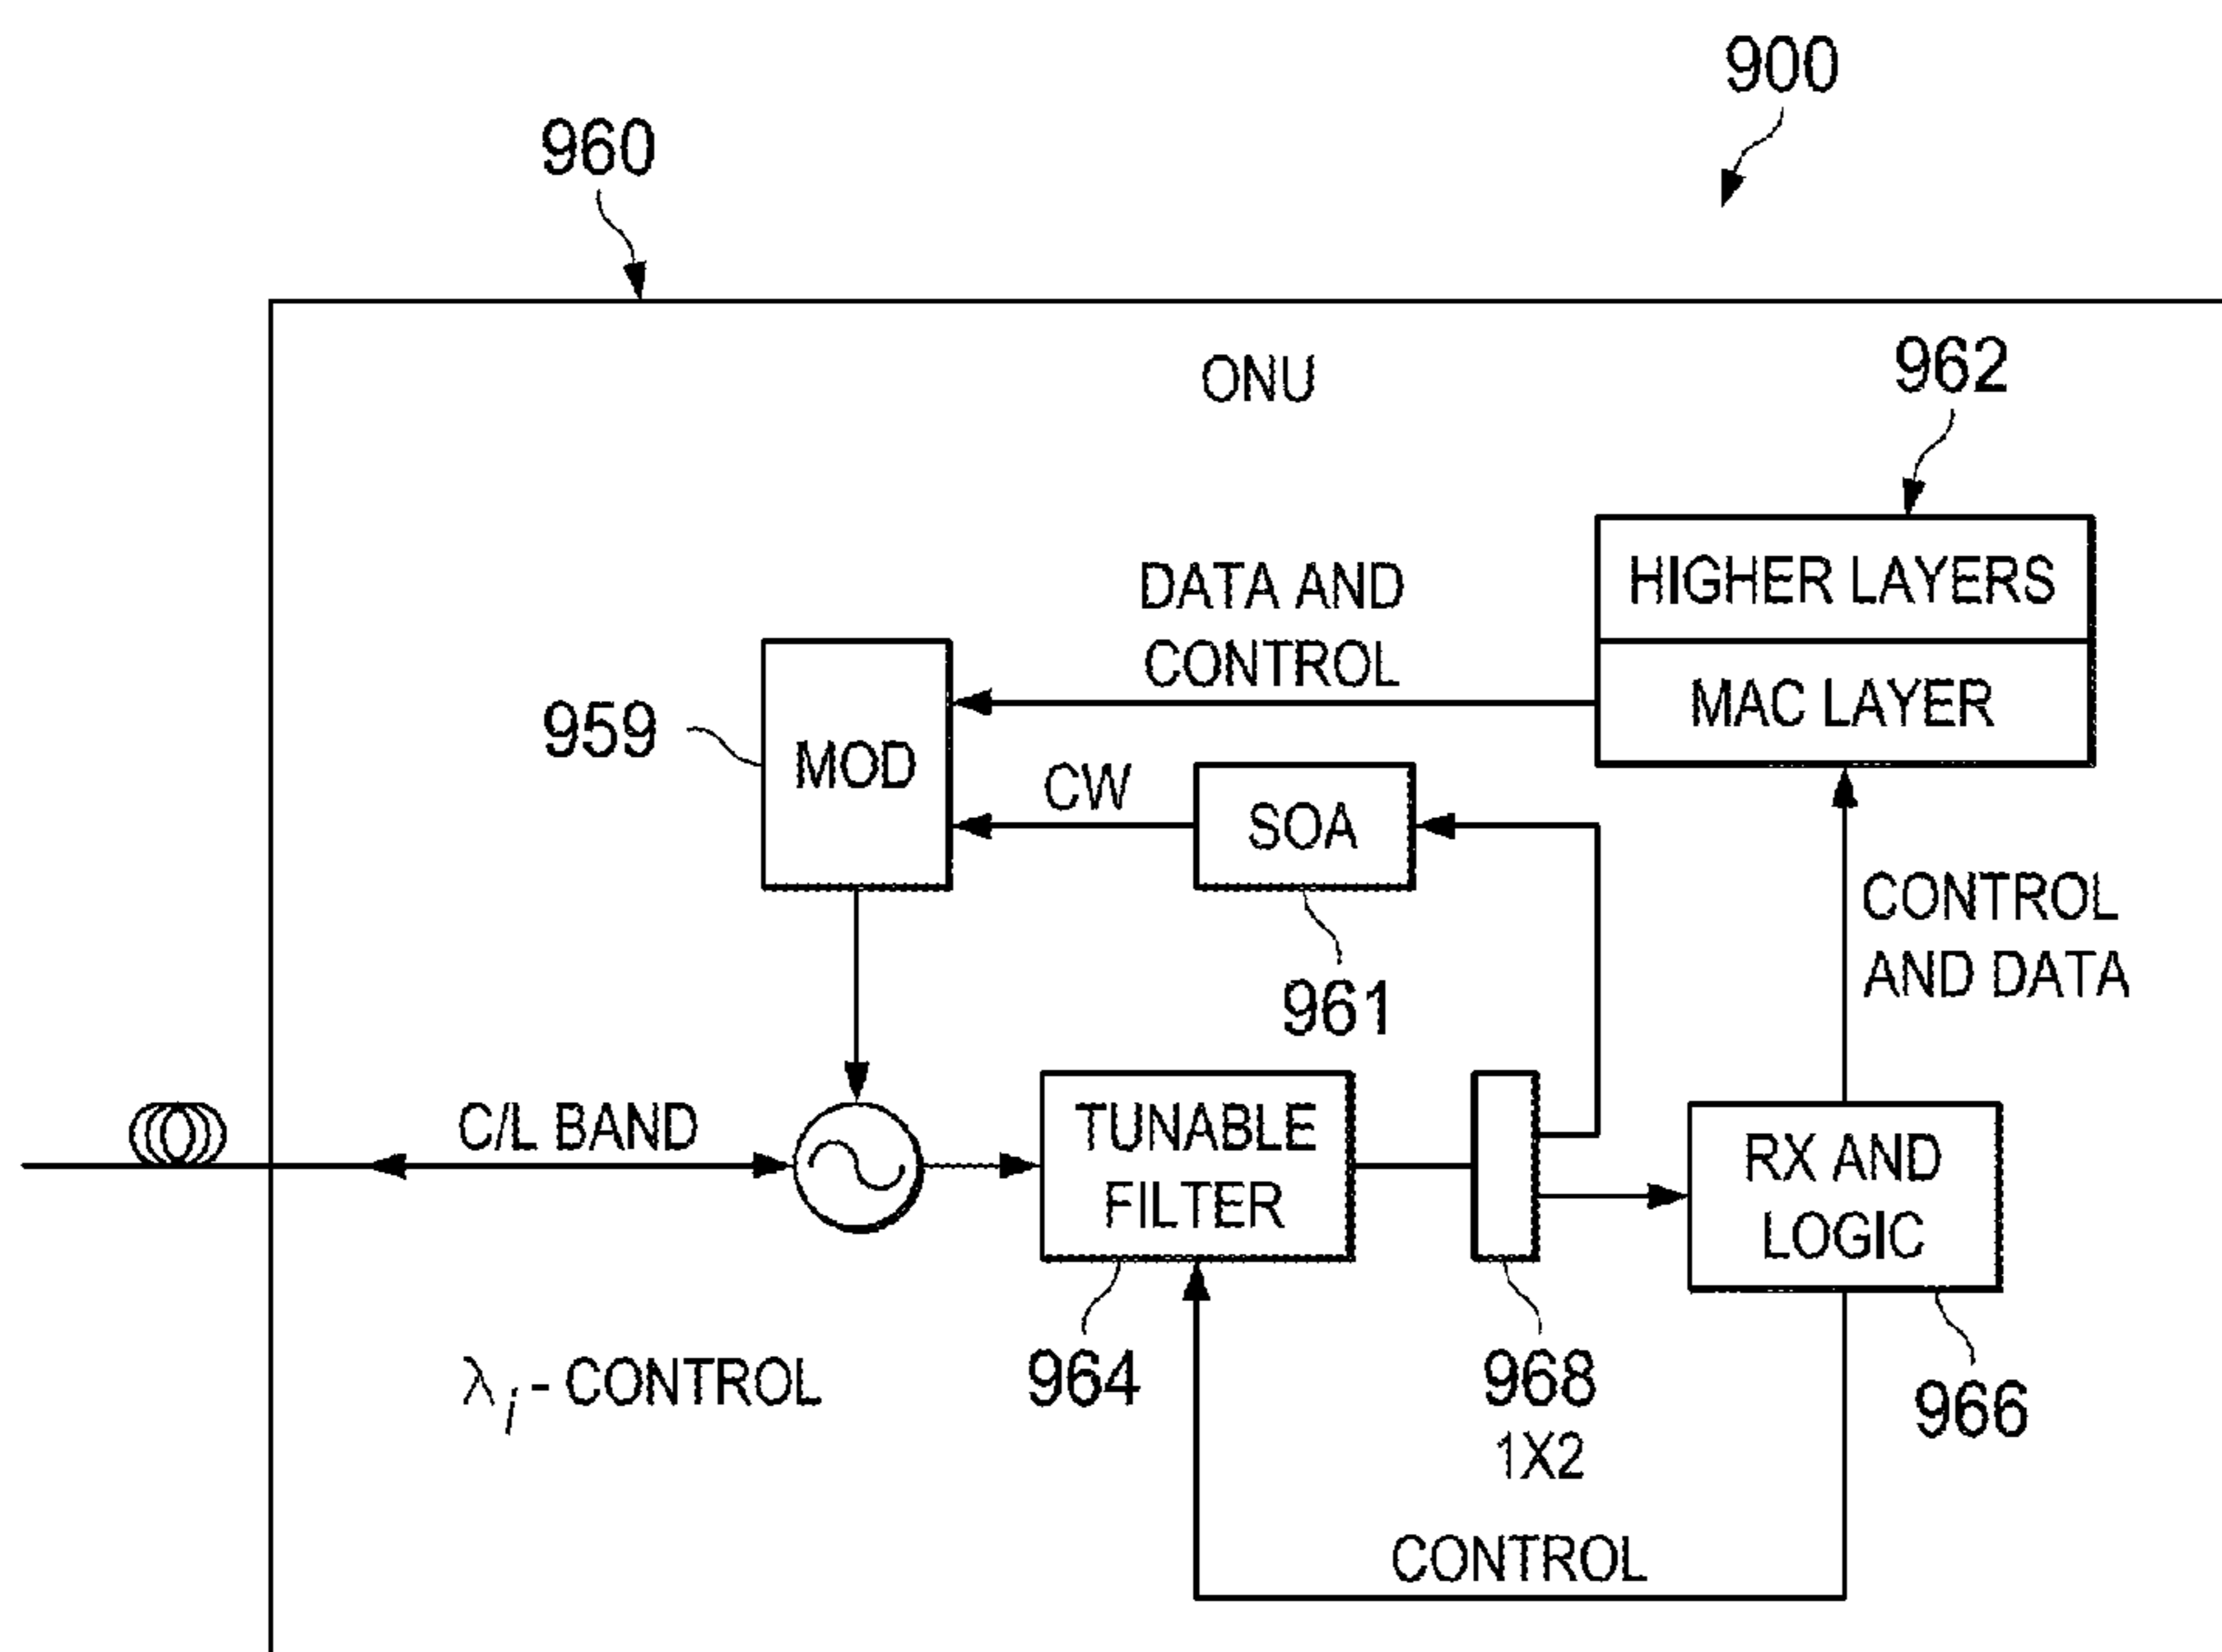 900
960
ONU
962
HIGHER LAYERS
DATA AND
CONTROL
MAC LAYER
959
MOD
CW
SOA
CONTROL
AND DATA
961
C/L BAND
TUNABLE
FILTER
RX AND
LOGIC
λj - CONTROL
964
968
1X2
966
CONTROL